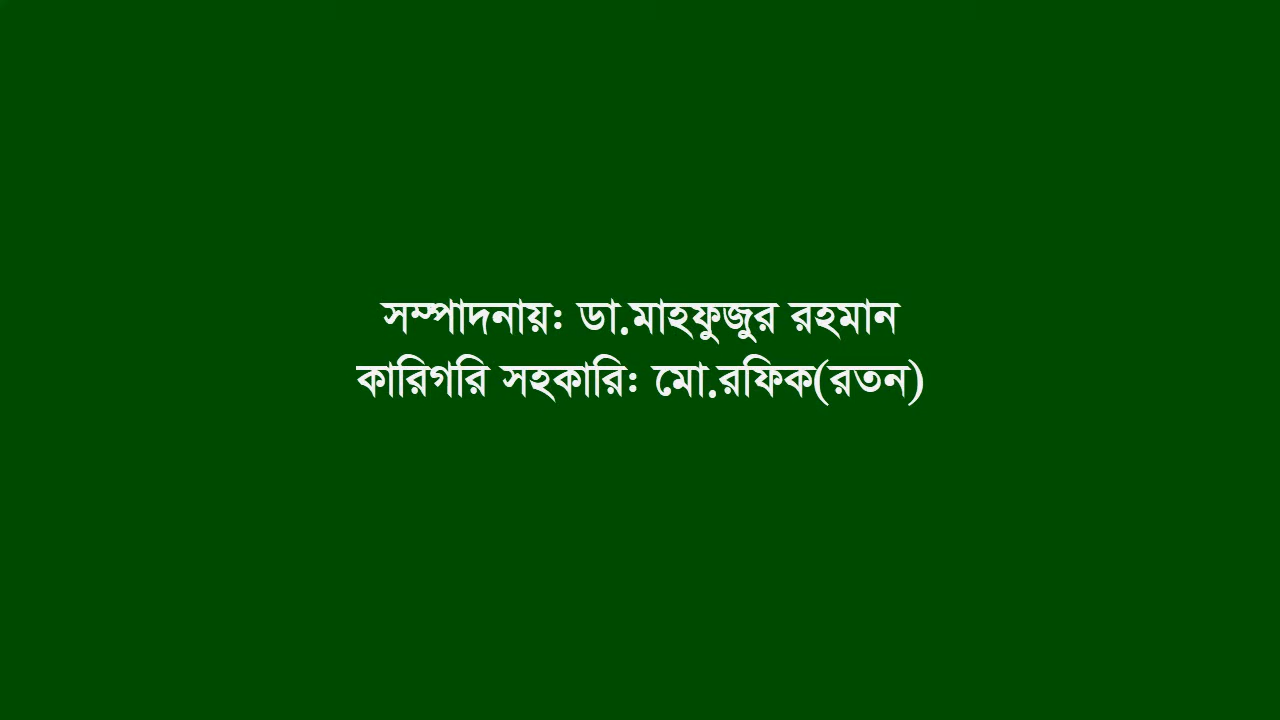 সম্পাদনায়: ডা.মাহফুজুর রহমান
কারিগরি সহকারি: মো.রফিক(রতন)